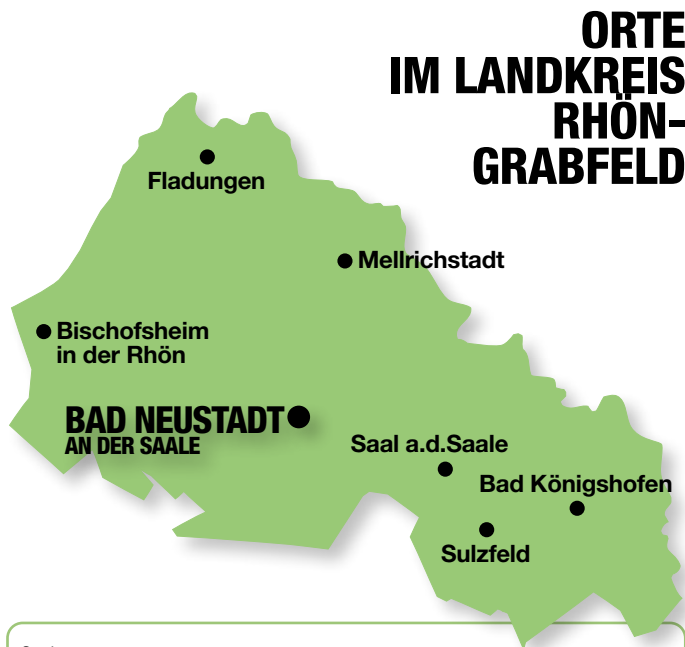 ORTE
IM LANDKREIS
RHÖN-
GRABFELD
Fladungen
Mellrichstadt
Bischofsheim
in der Rhön
BAD NEUSTADT
AN DER SAALE
Saal a.d.Saale
Bad Königshofen
Sulzfeld